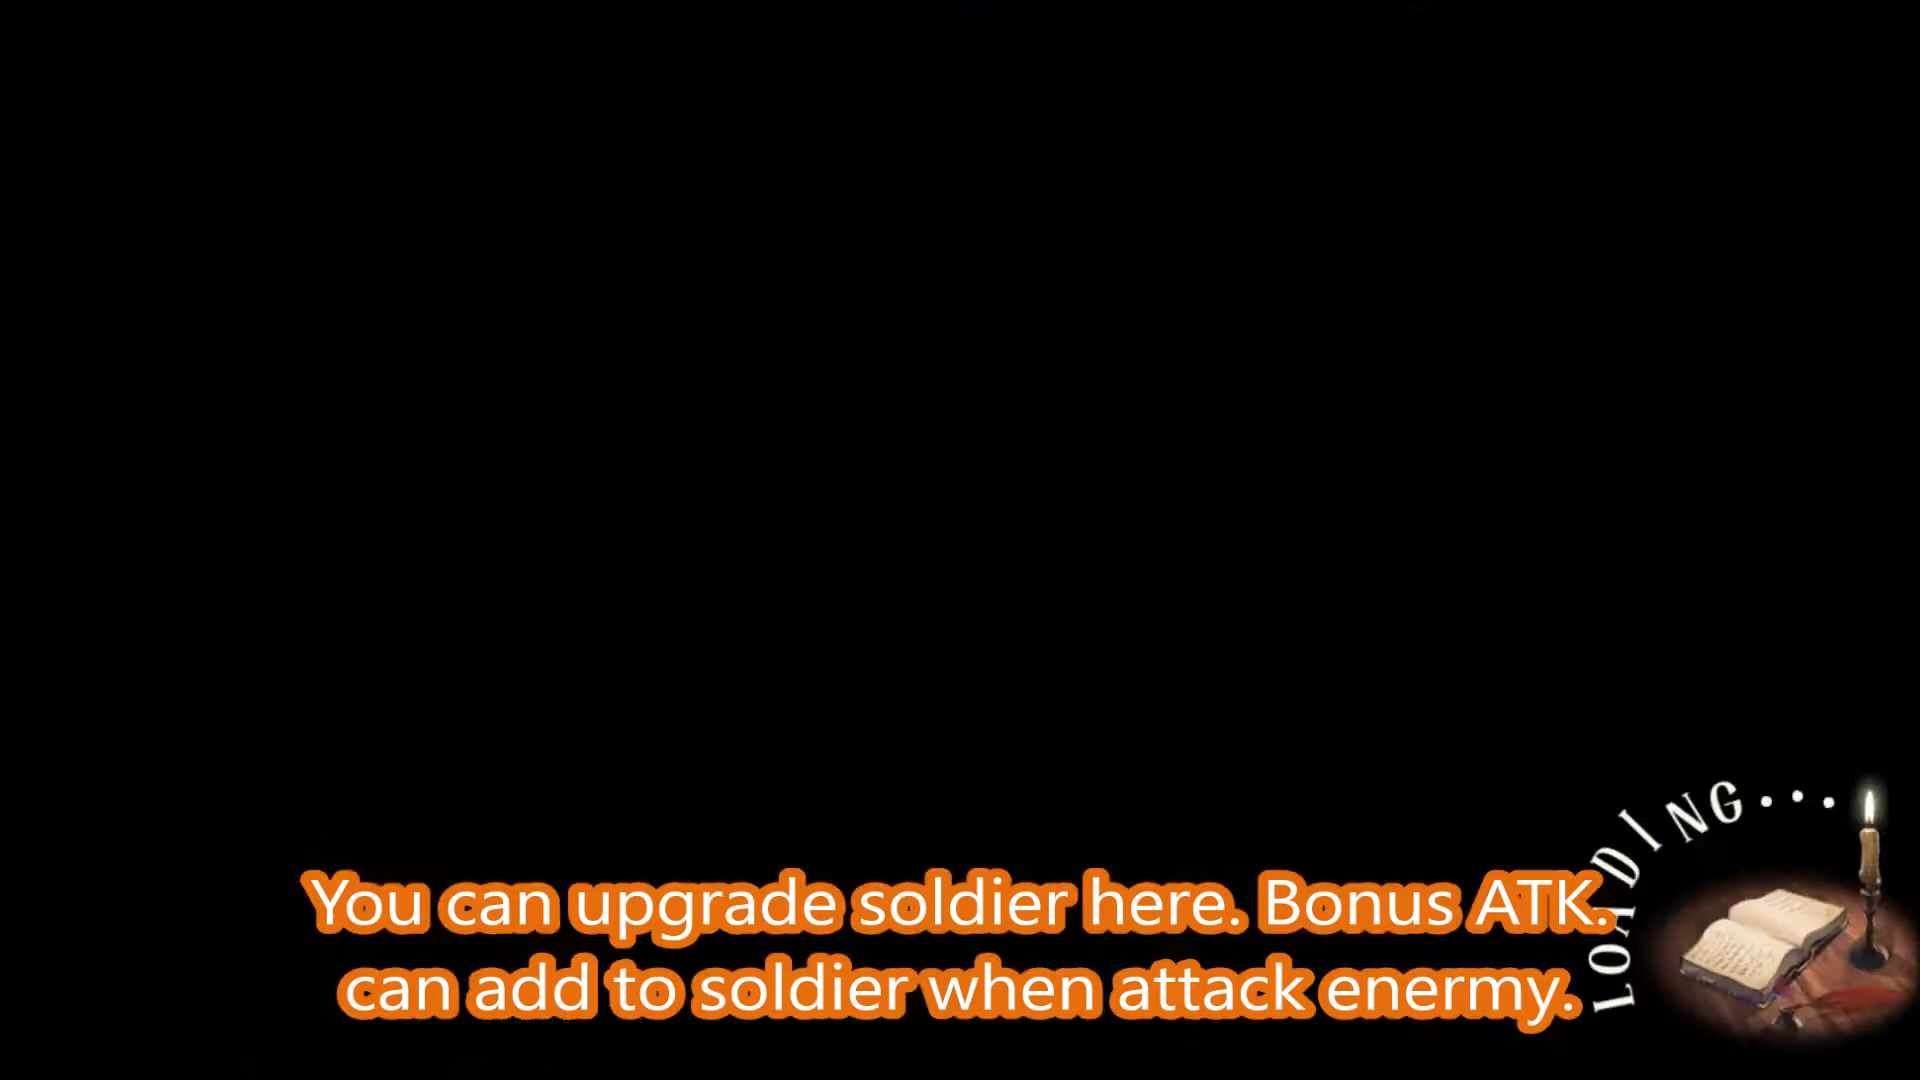 LOADING...
You can upgrade soldier here. Bonus ATK.
can add to soldier when attack enermy.